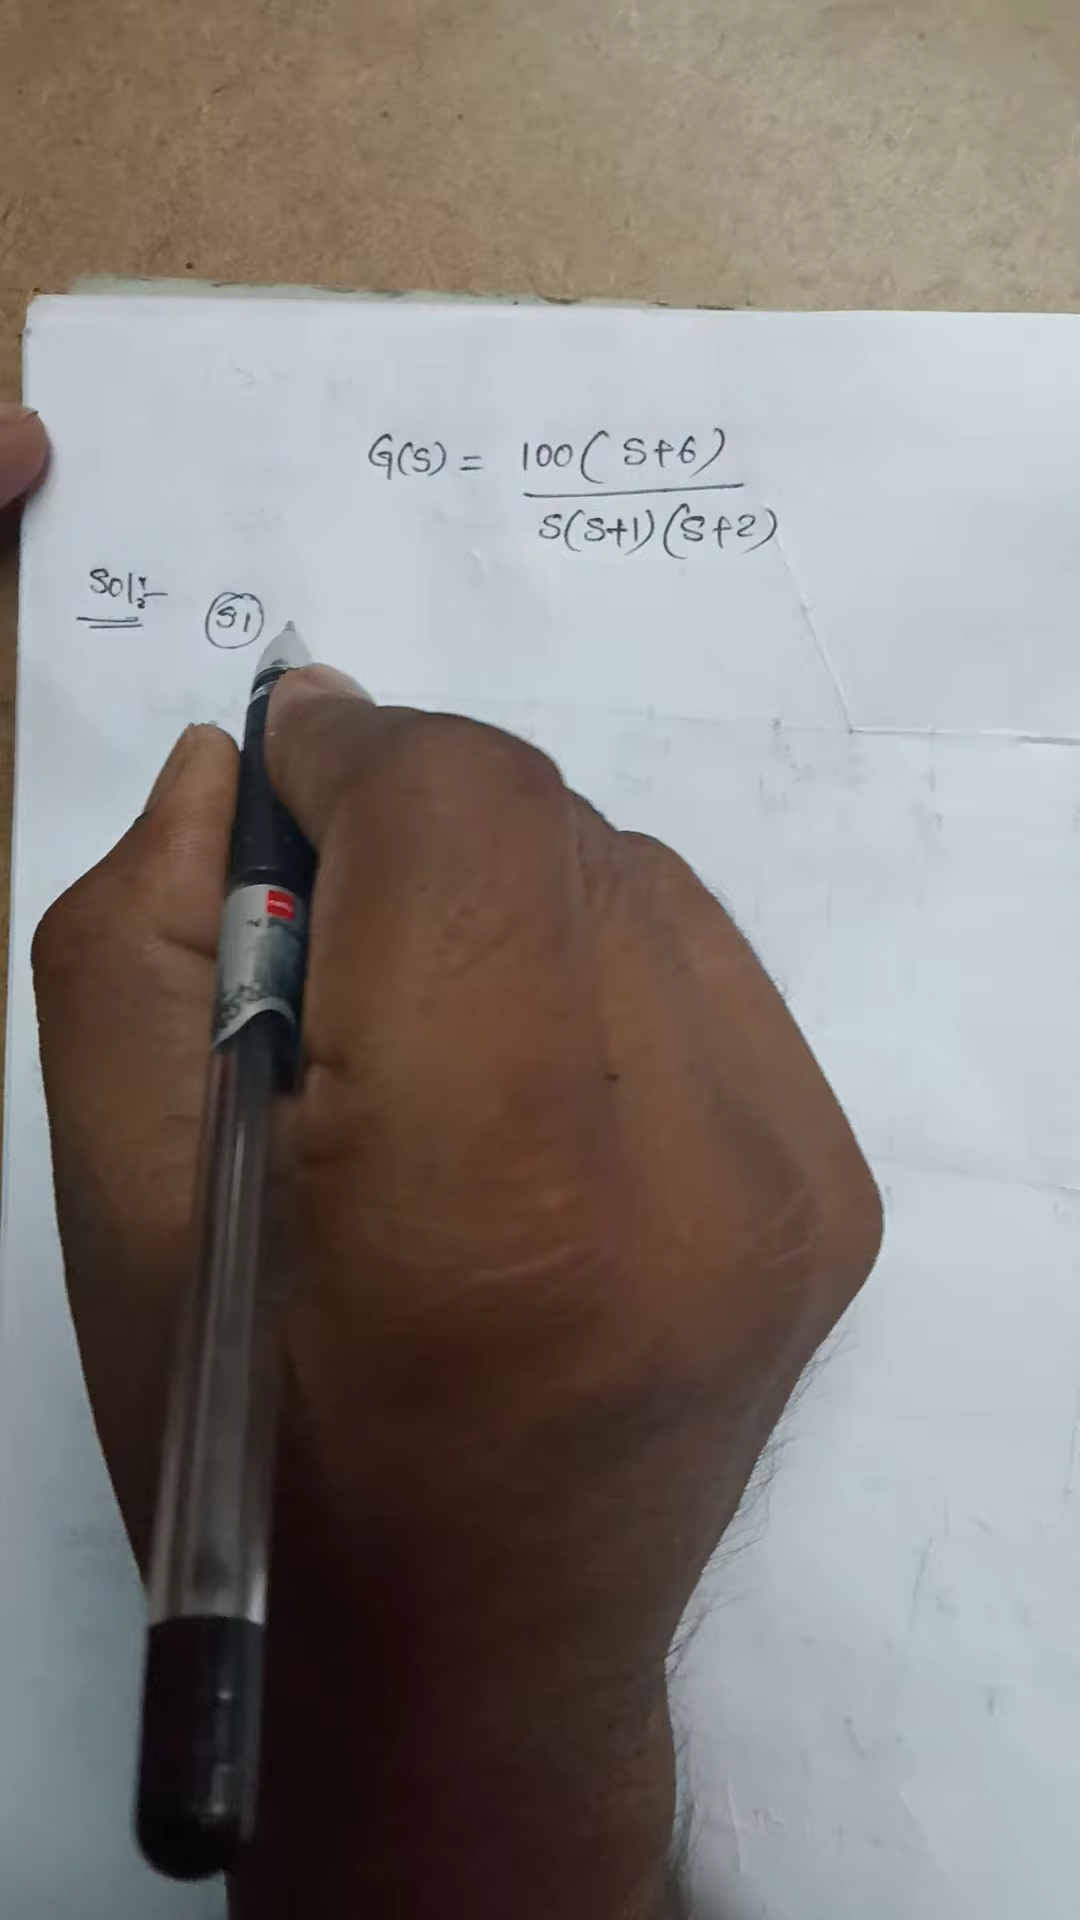 G(S) = 100(S+6)
S(S+1)(S+2)
Sol:-
S1